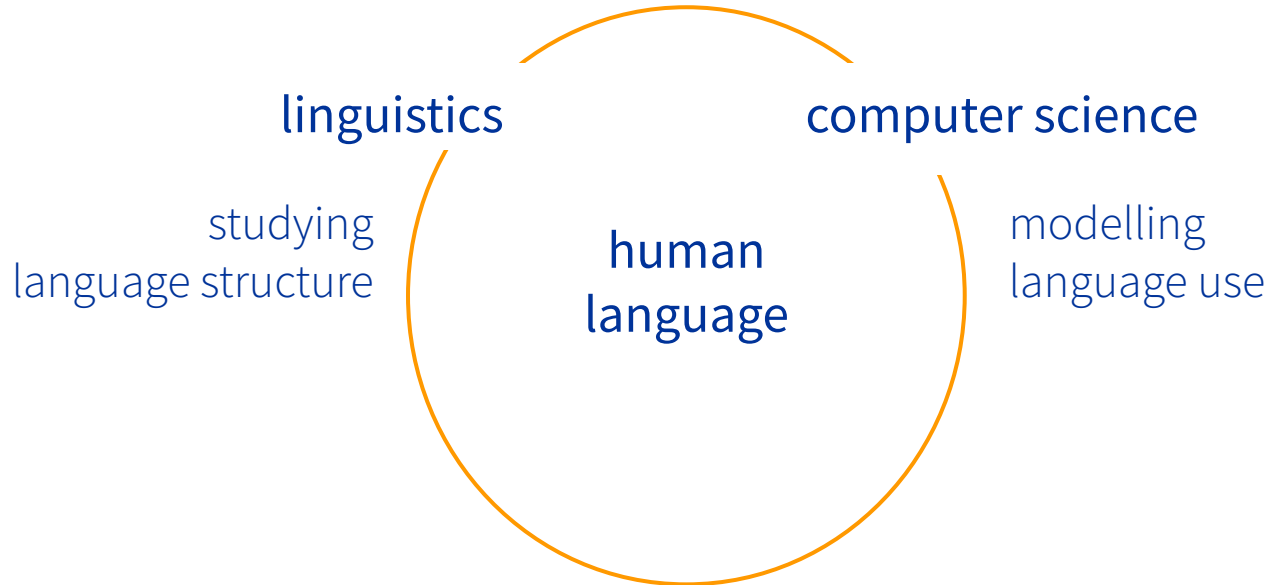 linguistics
computer science
studying
language structure
human
language
modelling
language use